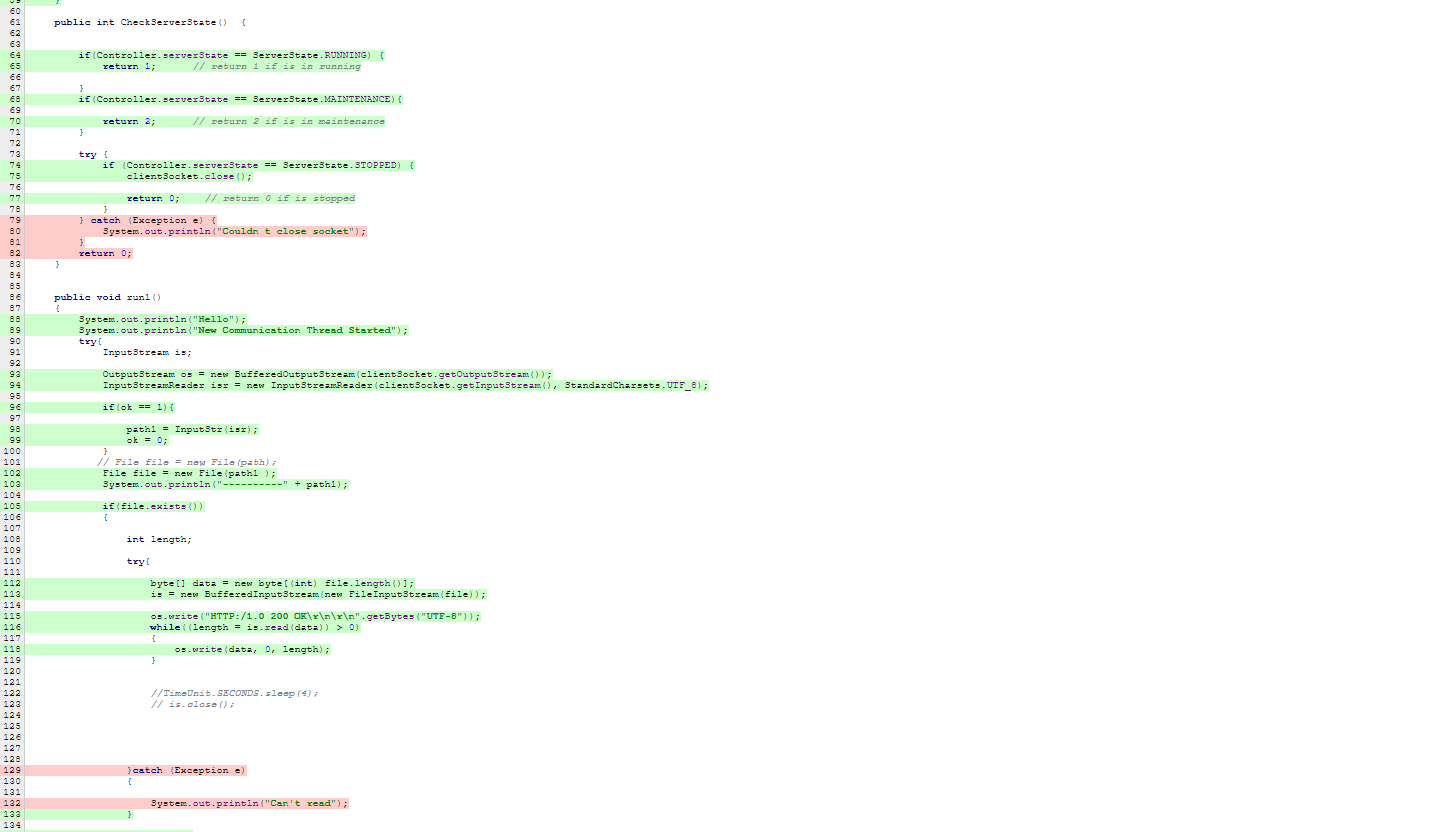 59 }
60
61 public int CheckServerState() {
62
63
64 if(Controller.serverState == ServerState.RUNNING) {
65 return 1; // return 1 if is in running
66
67 }
68 if(Controller.serverState == ServerState.MAINTENANCE){
69
70 return 2; // return 2 if is in maintenance
71 }
72
73 try {
74 if (Controller.serverState == ServerState.STOPPED) {
75 clientSocket.close();
76
77 return 0; // return 0 if is stopped
78 }
79 } catch (Exception e) {
80 System.out.println("Couldn t close socket");
81 }
82 return 0;
83 }
84
85
86 public void run1()
87 {
88 System.out.println("Hello");
89 System.out.println("New Communication Thread Started");
90 try{
91 InputStream is;
92
93 OutputStream os = new BufferedOutputStream(clientSocket.getOutputStream());
94 InputStreamReader isr = new InputStreamReader(clientSocket.getInputStream(), StandardCharsets.UTF_8);
95
96 if(ok == 1){
97
98 path1 = InputStr(isr);
99 ok = 0;
100 }
101 // File file = new File(path);
102 File file = new File(path1 );
103 System.out.println("----------" + path1);
104
105 if(file.exists())
106 {
107
108 int length;
109
110 try{
111
112 byte[] data = new byte[(int) file.length()];
113 is = new BufferedInputStream(new FileInputStream(file));
114
115 os.write("HTTP:/1.0 200 OK\r\n\r\n".getBytes("UTF-8"));
116 while((length = is.read(data)) > 0)
117 {
118 os.write(data, 0, length);
119 }
120
121
122 //TimeUnit.SECONDS.sleep(4);
123 // is.close();
124
125
126
127
128
129 }catch (Exception e)
130 {
131
132 System.out.println("Can't read");
133 }
134